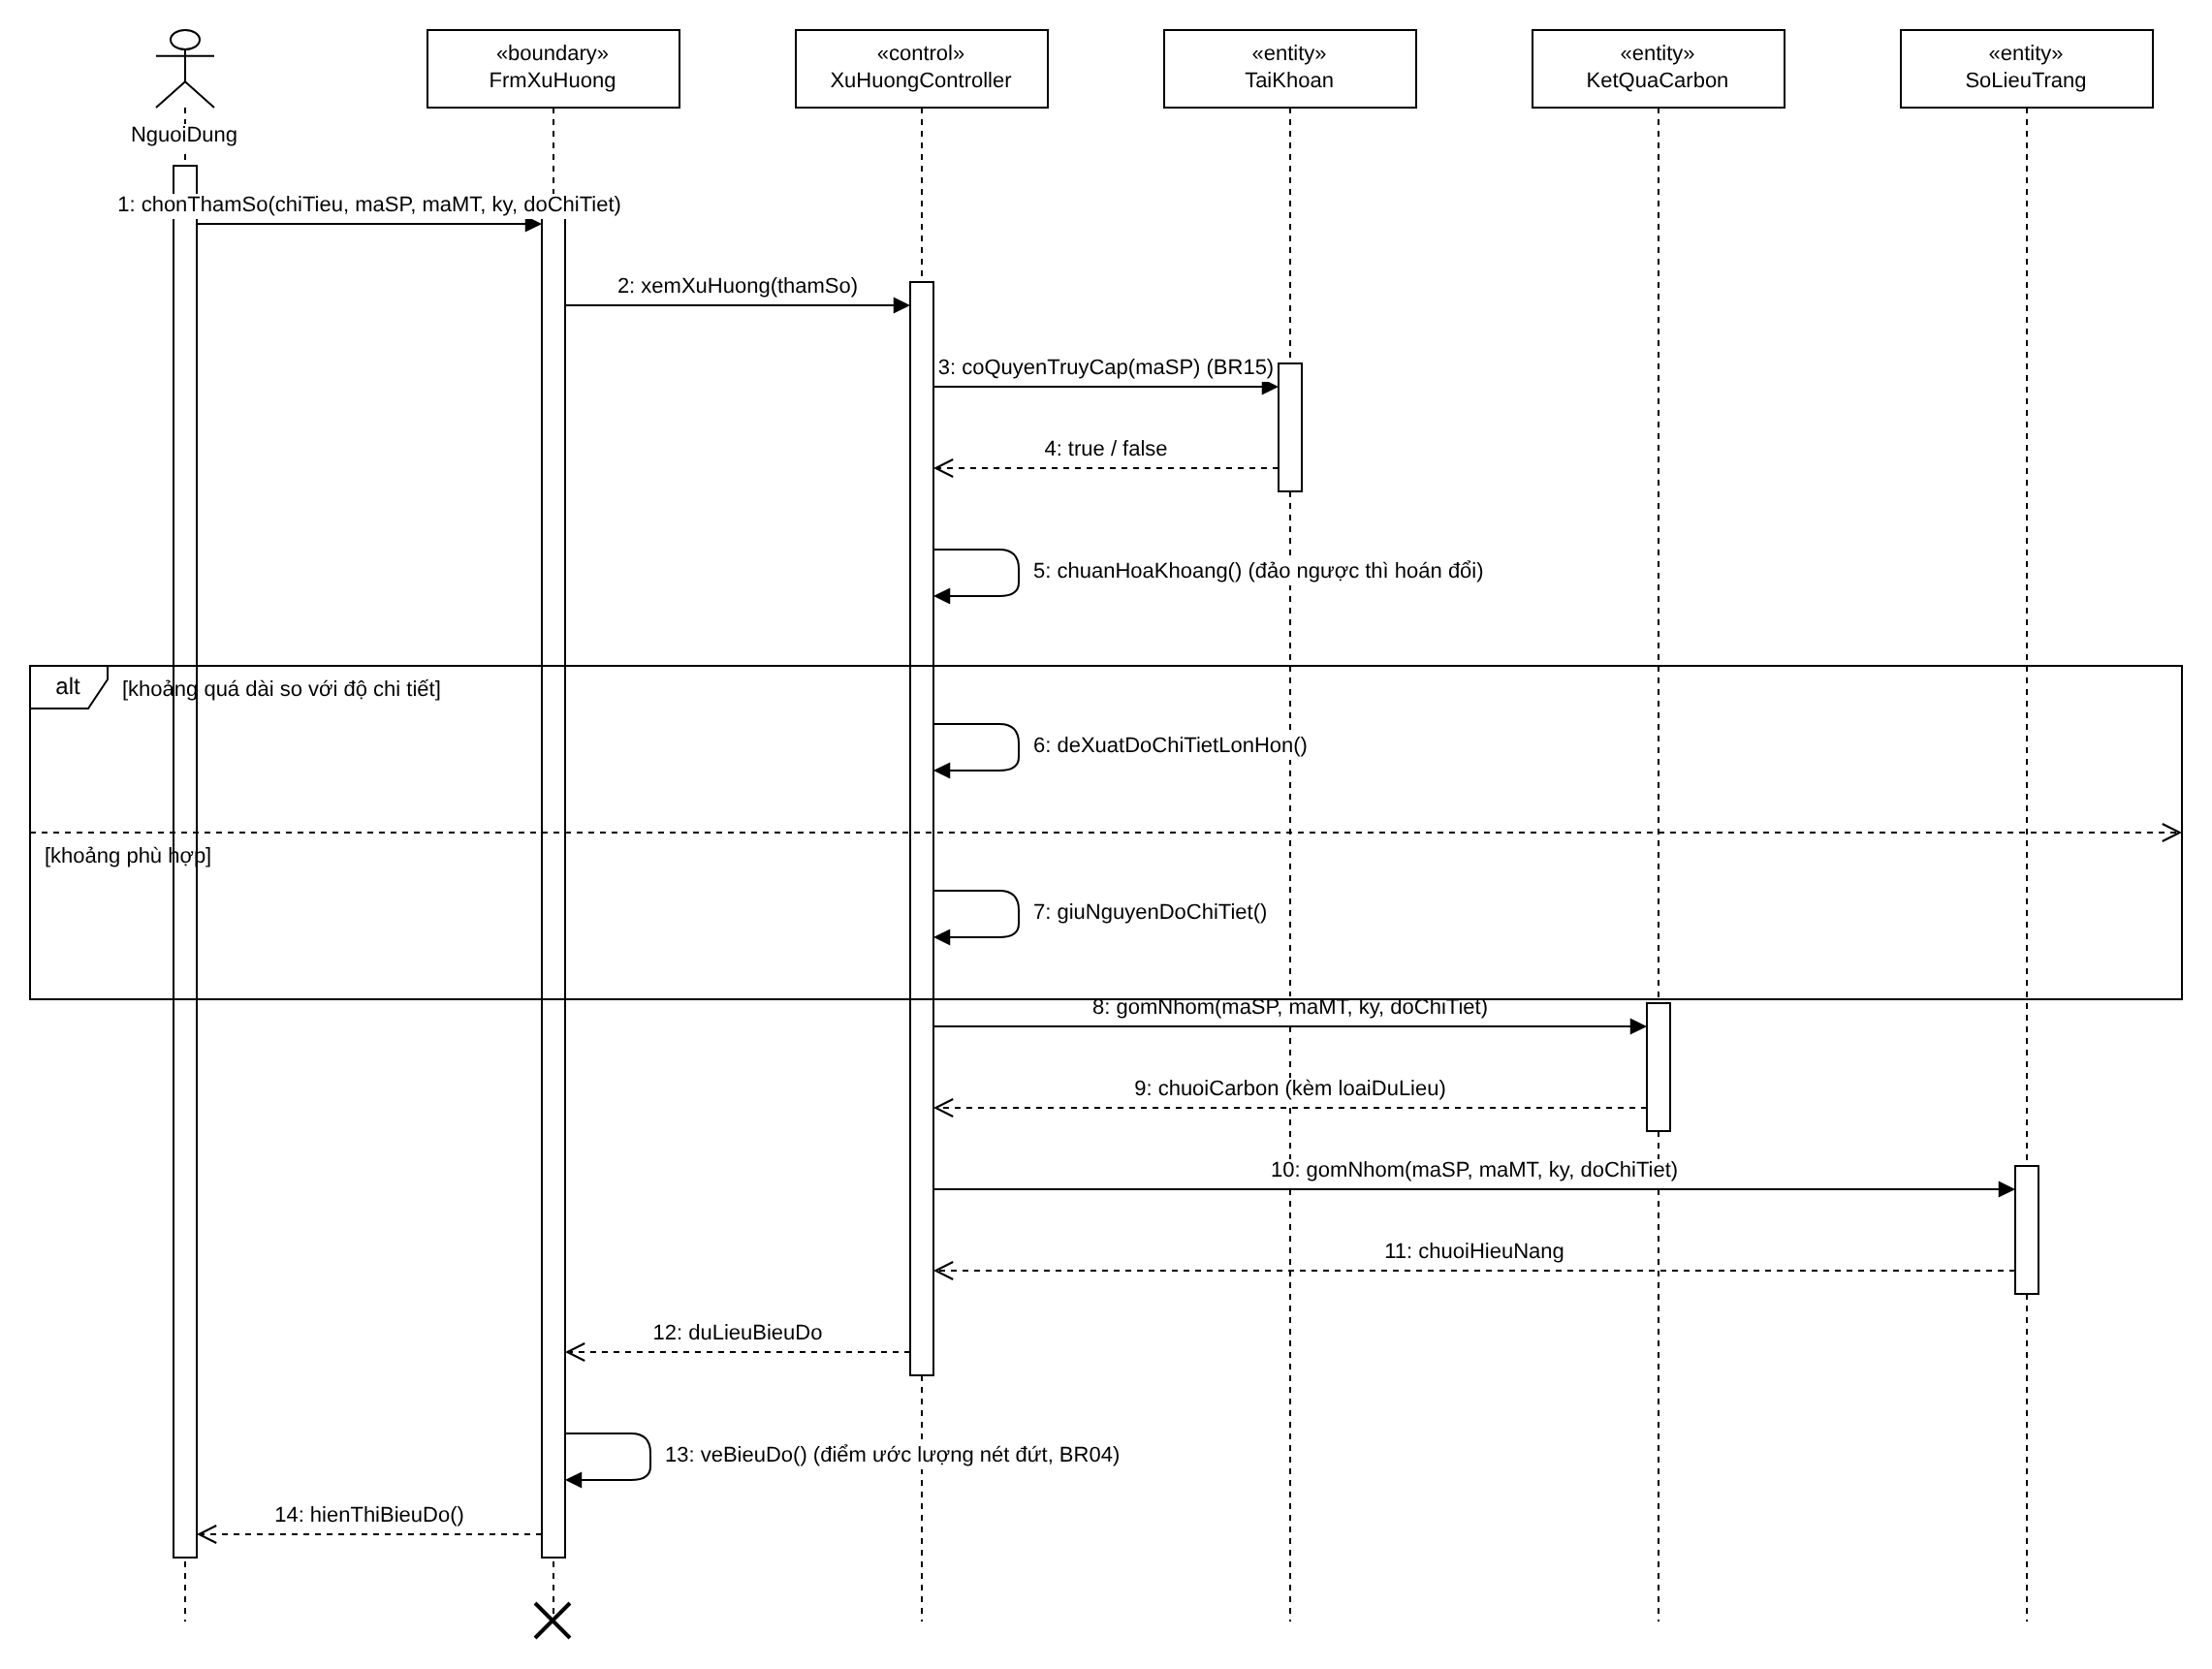 «boundary»
FrmXuHuong
«control»
XuHuongController
«entity»
TaiKhoan
«entity»
KetQuaCarbon
«entity»
SoLieuTrang
NguoiDung
1: chonThamSo(chiTieu, maSP, maMT, ky, doChiTiet)
2: xemXuHuong(thamSo)
3: coQuyenTruyCap(maSP) (BR15)
4: true / false
5: chuanHoaKhoang() (đảo ngược thì hoán đổi)
alt
[khoảng quá dài so với độ chi tiết]
6: deXuatDoChiTietLonHon()
[khoảng phù hợp]
7: giuNguyenDoChiTiet()
8: gomNhom(maSP, maMT, ky, doChiTiet)
9: chuoiCarbon (kèm loaiDuLieu)
10: gomNhom(maSP, maMT, ky, doChiTiet)
11: chuoiHieuNang
12: duLieuBieuDo
13: veBieuDo() (điểm ước lượng nét đứt, BR04)
14: hienThiBieuDo()